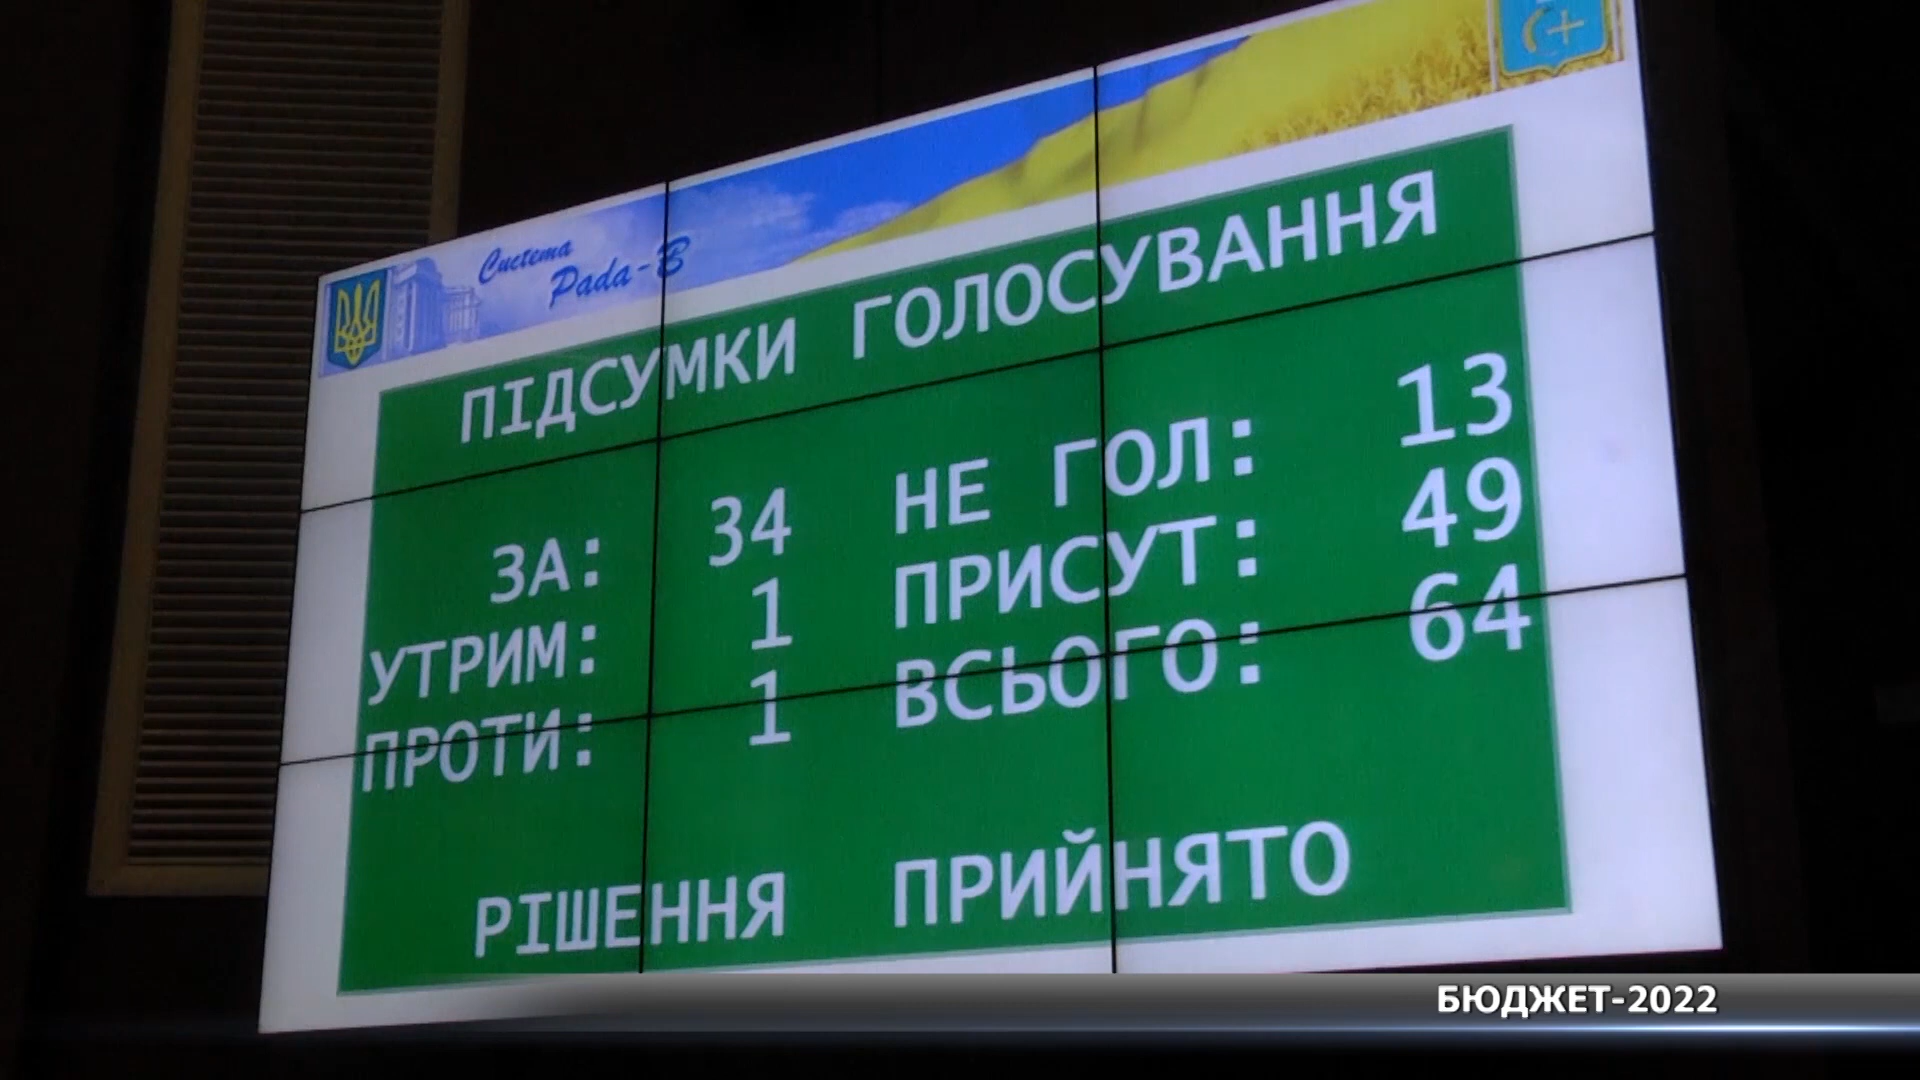 Система
Рада-В
ПІДСУМКИ ГОЛОСУВАННЯ
ЗА: 34 НЕ ГОЛ: 13
УТРИМ: 1 ПРИСУТ: 49
ПРОТИ: 1 ВСЬОГО: 64
РІШЕННЯ ПРИЙНЯТО
БЮДЖЕТ-2022